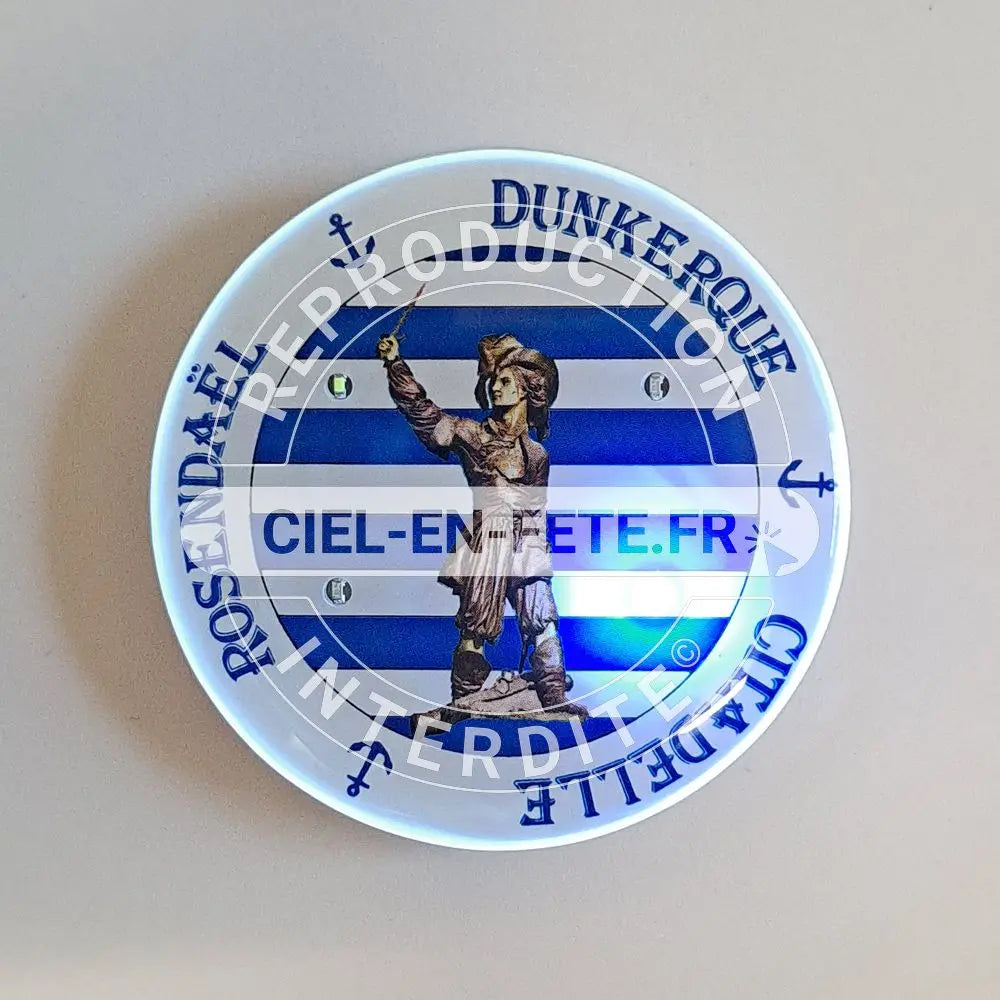 DUNKERQUE
CITADELLE
ROSENDAËL
REPRODUCTION
CIEL-EN-FETE.FR
INTERDITE ©